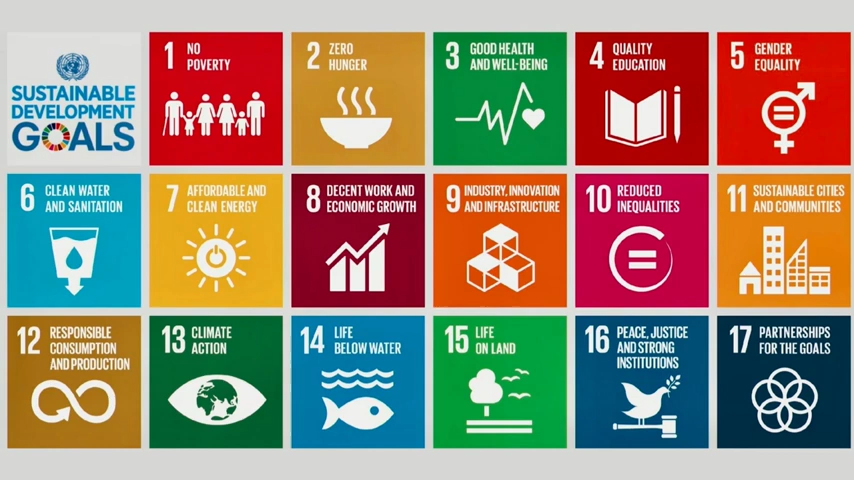 SUSTAINABLE
DEVELOPMENT
GOALS
1 NO
POVERTY
2 ZERO
HUNGER
3 GOOD HEALTH
AND WELL-BEING
4 QUALITY
EDUCATION
5 GENDER
EQUALITY
6 CLEAN WATER
AND SANITATION
7 AFFORDABLE AND
CLEAN ENERGY
8 DECENT WORK AND
ECONOMIC GROWTH
9 INDUSTRY, INNOVATION
AND INFRASTRUCTURE
10 REDUCED
INEQUALITIES
11 SUSTAINABLE CITIES
AND COMMUNITIES
12 RESPONSIBLE
CONSUMPTION
AND PRODUCTION
13 CLIMATE
ACTION
14 LIFE
BELOW WATER
15 LIFE
ON LAND
16 PEACE, JUSTICE
AND STRONG
INSTITUTIONS
17 PARTNERSHIPS
FOR THE GOALS